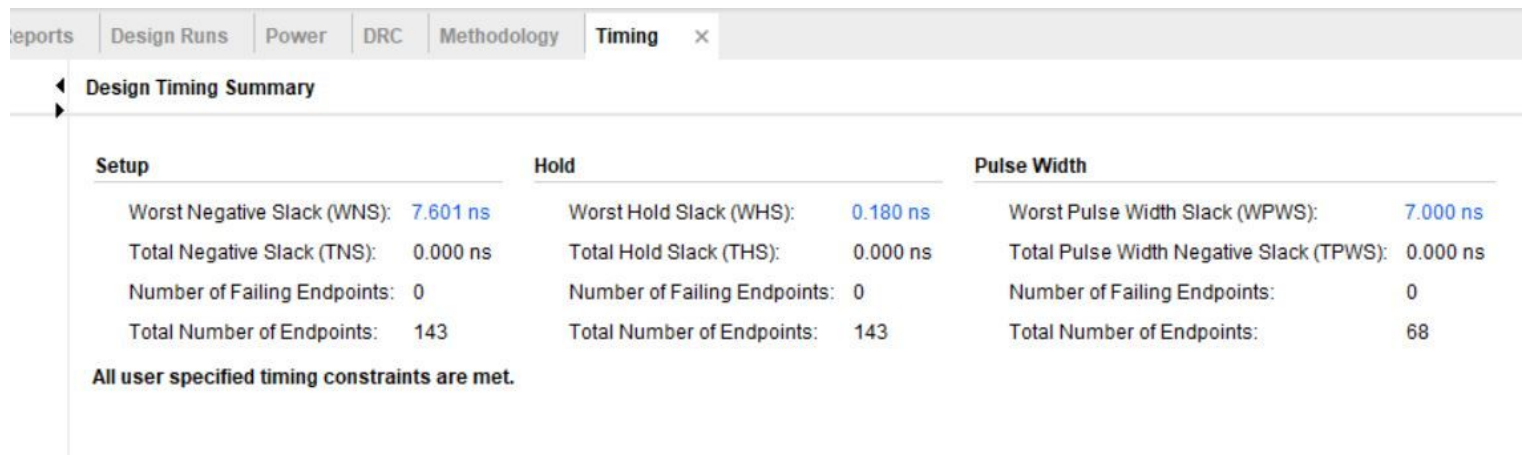 eports Design Runs Power DRC Methodology Timing ×
Design Timing Summary
Setup Hold Pulse Width
Worst Negative Slack (WNS): 7.601 ns Worst Hold Slack (WHS): 0.180 ns Worst Pulse Width Slack (WPWS): 7.000 ns
Total Negative Slack (TNS): 0.000 ns Total Hold Slack (THS): 0.000 ns Total Pulse Width Negative Slack (TPWS): 0.000 ns
Number of Failing Endpoints: 0 Number of Failing Endpoints: 0 Number of Failing Endpoints: 0
Total Number of Endpoints: 143 Total Number of Endpoints: 143 Total Number of Endpoints: 68
All user specified timing constraints are met.